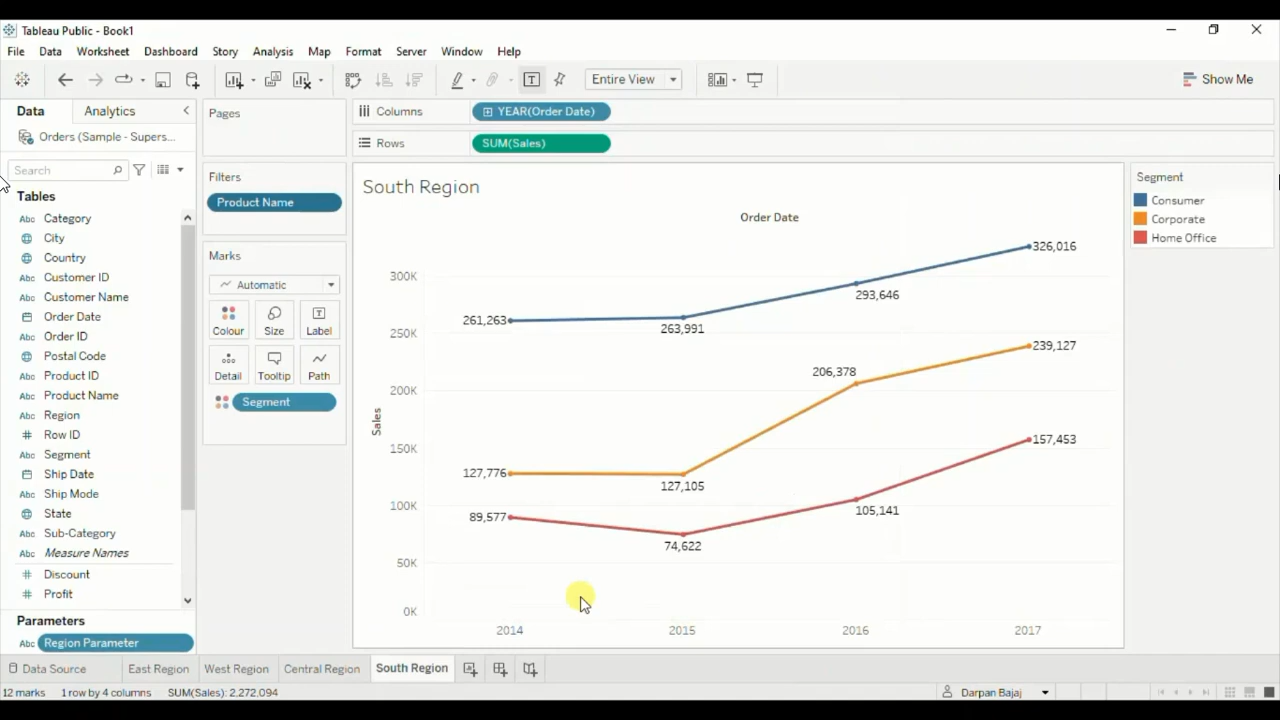 Tableau Public - Book1
File Data Worksheet Dashboard Story Analysis Map Format Server Window Help
Entire View
Show Me
Data Analytics
Orders (Sample - Supers...
Search
Tables
Category
City
Country
Customer ID
Customer Name
Order Date
Order ID
Postal Code
Product ID
Product Name
Region
Row ID
Segment
Ship Date
Ship Mode
State
Sub-Category
Measure Names
Discount
Profit
Parameters
Region Parameter
Pages
Filters
Product Name
Marks
Automatic
Colour Size Label
Detail Tooltip Path
Segment
Columns YEAR(Order Date)
Rows SUM(Sales)
South Region
Order Date
Sales
300K
250K
200K
150K
100K
50K
0K
261,263 263,991 293,646 326,016
127,776 127,105 206,378 239,127
89,577 74,622 105,141 157,453
2014 2015 2016 2017
Segment
Consumer
Corporate
Home Office
Data Source East Region West Region Central Region South Region
12 marks 1 row by 4 columns SUM(Sales): 2,272,094 Darpan Bajaj